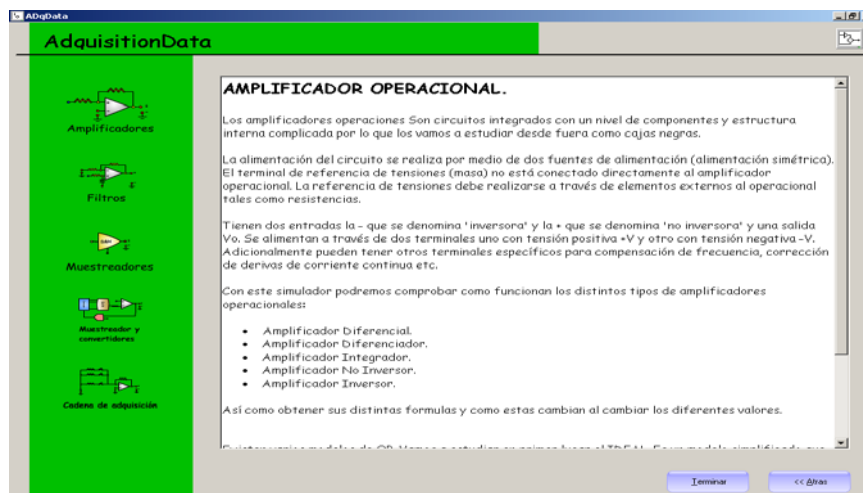 ADqData
AdquisitionData
Amplificadores
Filtros
Muestreadores
Muestreador y
convertidores
Cadena de adquisición
AMPLIFICADOR OPERACIONAL.
Los amplificadores operaciones Son circuitos integrados con un nivel de componentes y estructura
interna complicada por lo que los vamos a estudiar desde fuera como cajas negras.
La alimentación del circuito se realiza por medio de dos fuentes de alimentación (alimentación simétrica).
El terminal de referencia de tensiones (masa) no está conectado directamente al amplificador
operacional. La referencia de tensiones debe realizarse a través de elementos externos al operacional
tales como resistencias.
Tienen dos entradas la - que se denomina 'inversora' y la + que se denomina 'no inversora' y una salida
Vo. Se alimentan a través de dos terminales uno con tensión positiva +V y otro con tensión negativa -V.
Adicionalmente pueden tener otros terminales específicos para compensación de frecuencia, corrección
de derivas de corriente continua etc.
Con este simulador podremos comprobar como funcionan los distintos tipos de amplificadores
operacionales:
• Amplificador Diferencial.
• Amplificador Diferenciador.
• Amplificador Integrador.
• Amplificador No Inversor.
• Amplificador Inversor.
Así como obtener sus distintas formulas y como estas cambian al cambiar los diferentes valores.
Terminar
<< Atras